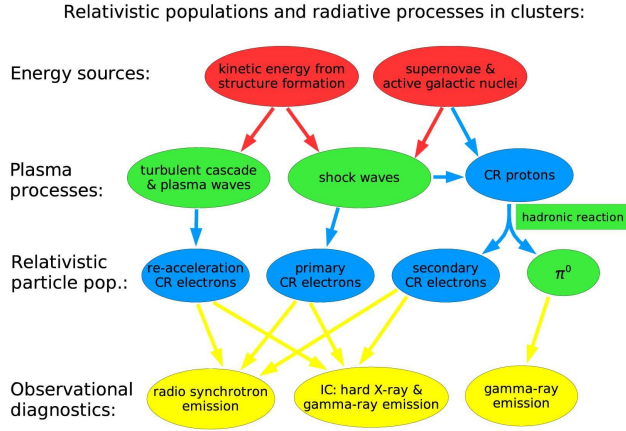 Relativistic populations and radiative processes in clusters:
Energy sources:
kinetic energy from
structure formation
supernovae &
active galactic nuclei
Plasma
processes:
turbulent cascade
& plasma waves
shock waves
CR protons
hadronic reaction
Relativistic
particle pop.:
re-acceleration
CR electrons
primary
CR electrons
secondary
CR electrons
π⁰
Observational
diagnostics:
radio synchrotron
emission
IC: hard X-ray &
gamma-ray emission
gamma-ray
emission